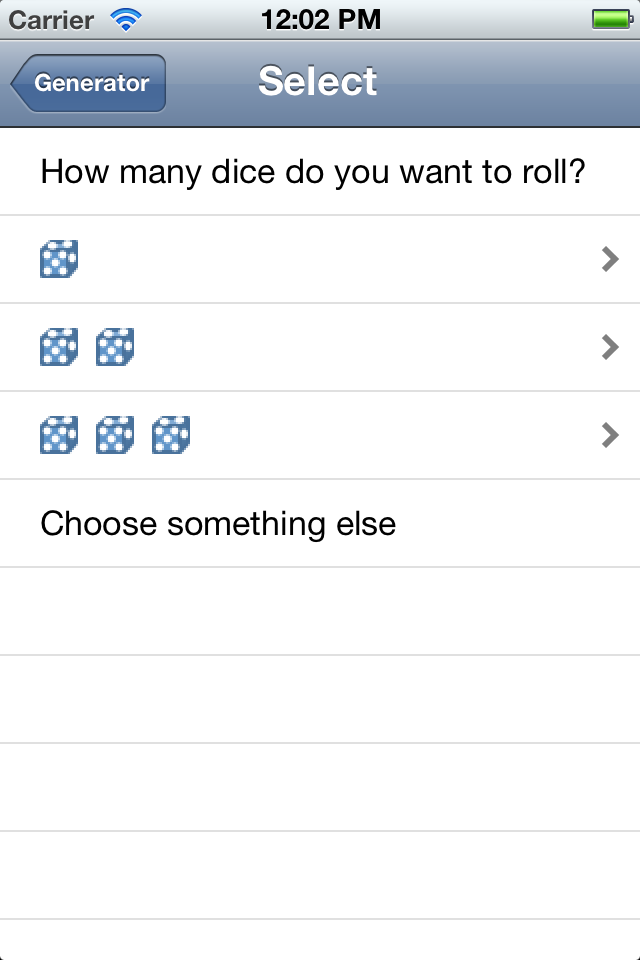 Carrier 12:02 PM
Generator Select
How many dice do you want to roll?
Choose something else